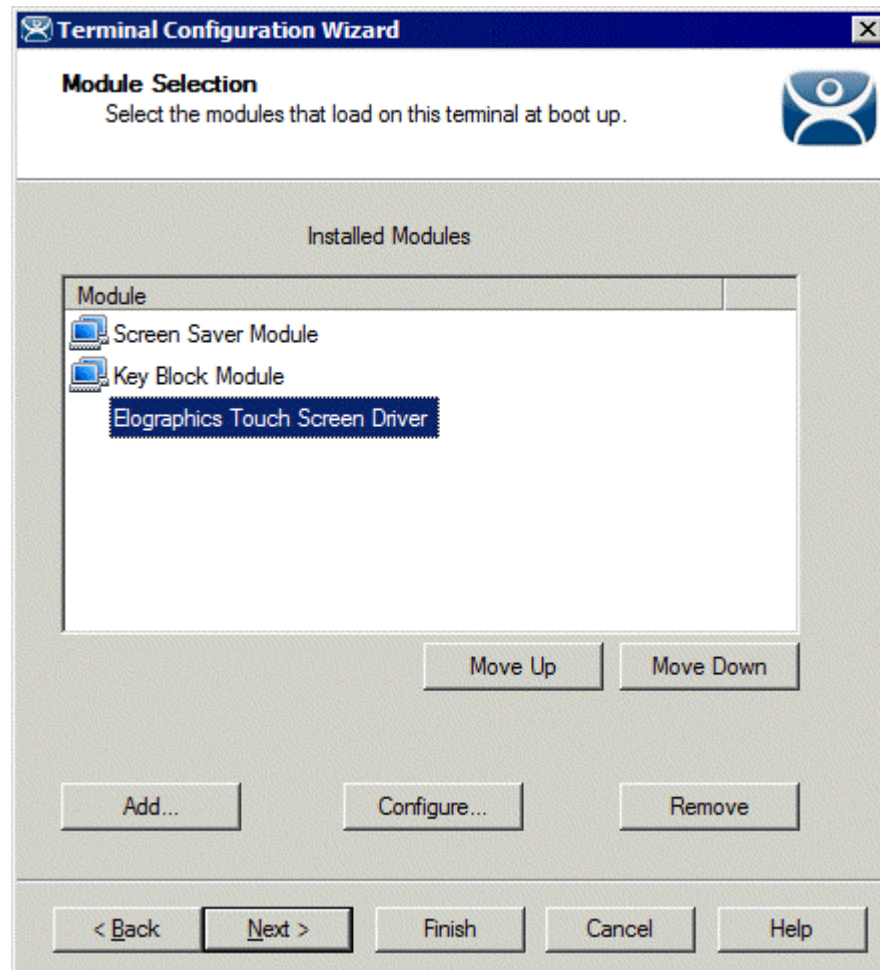 Terminal Configuration Wizard
Module Selection
Select the modules that load on this terminal at boot up.
Installed Modules
Module
Screen Saver Module
Key Block Module
Elographics Touch Screen Driver
Move Up Move Down
Add... Configure... Remove
< Back Next > Finish Cancel Help